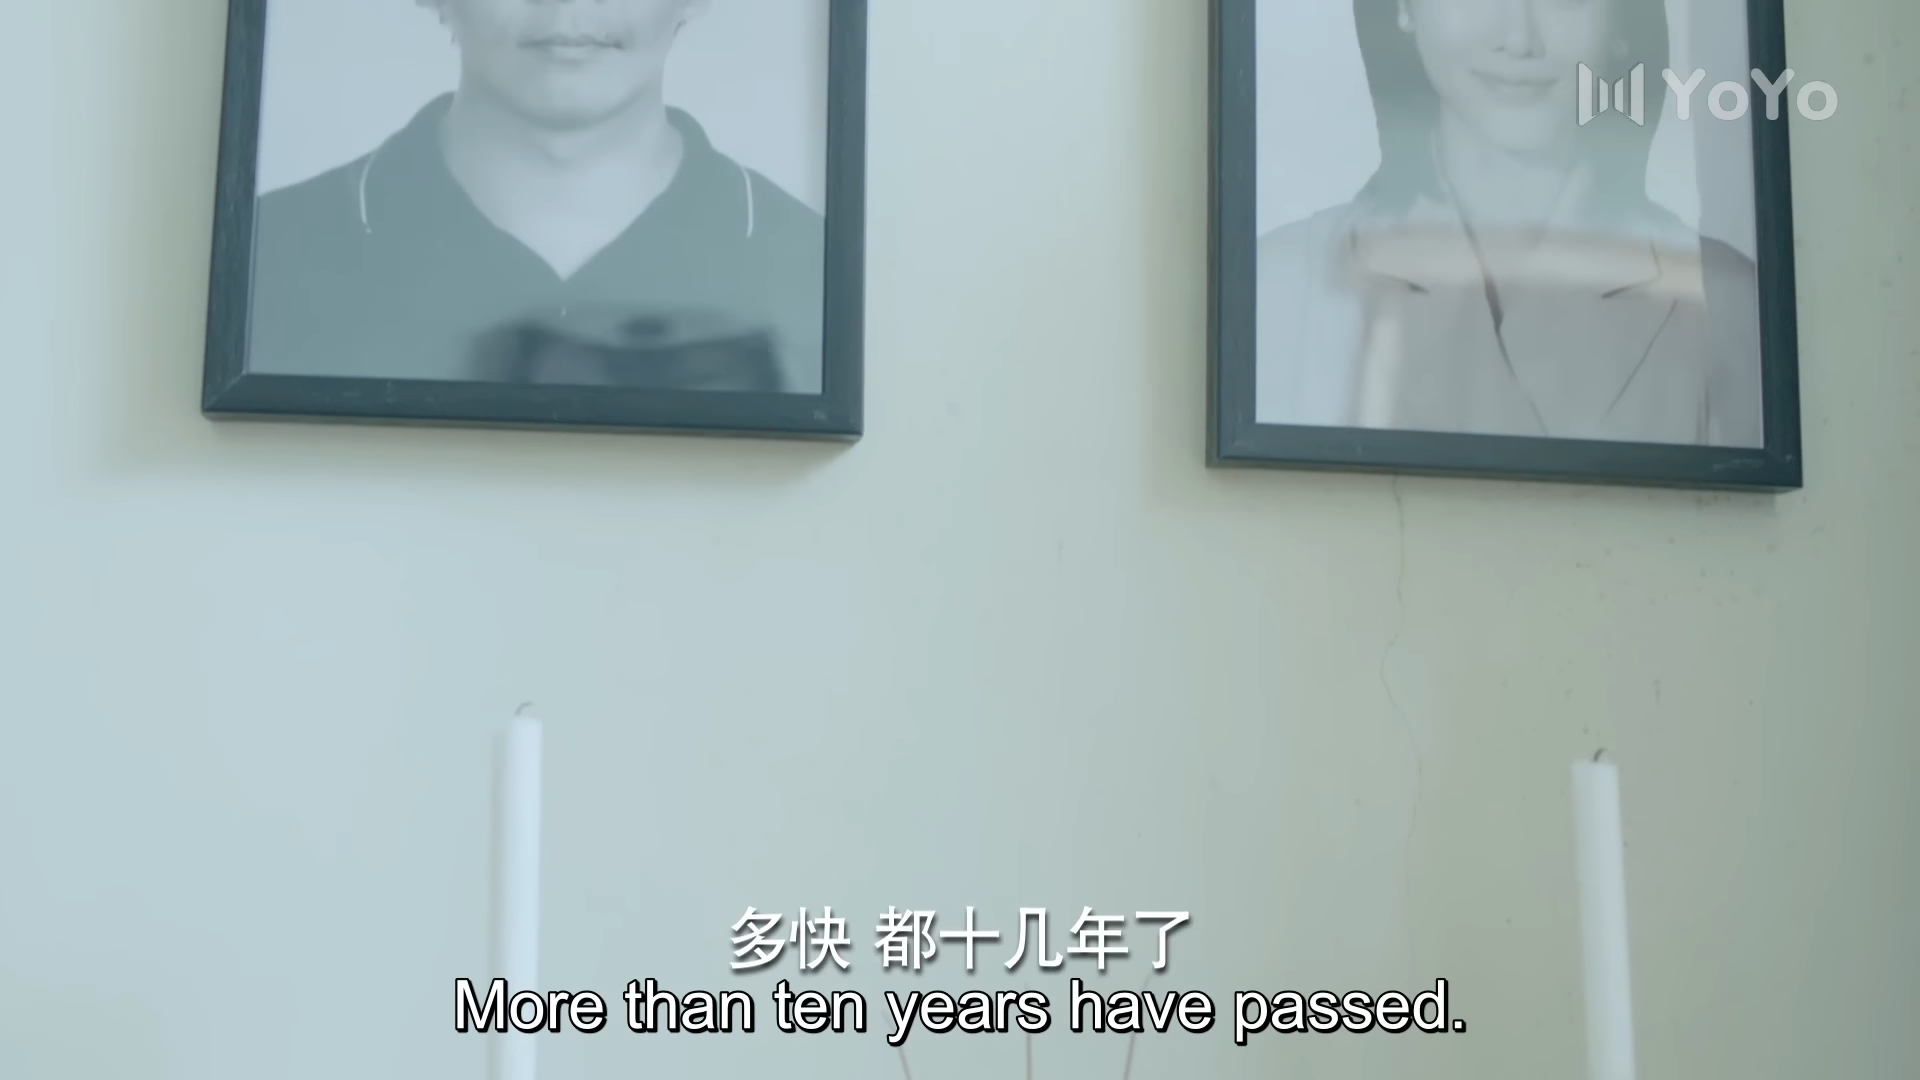 YoYo
多快 都十几年了
More than ten years have passed.